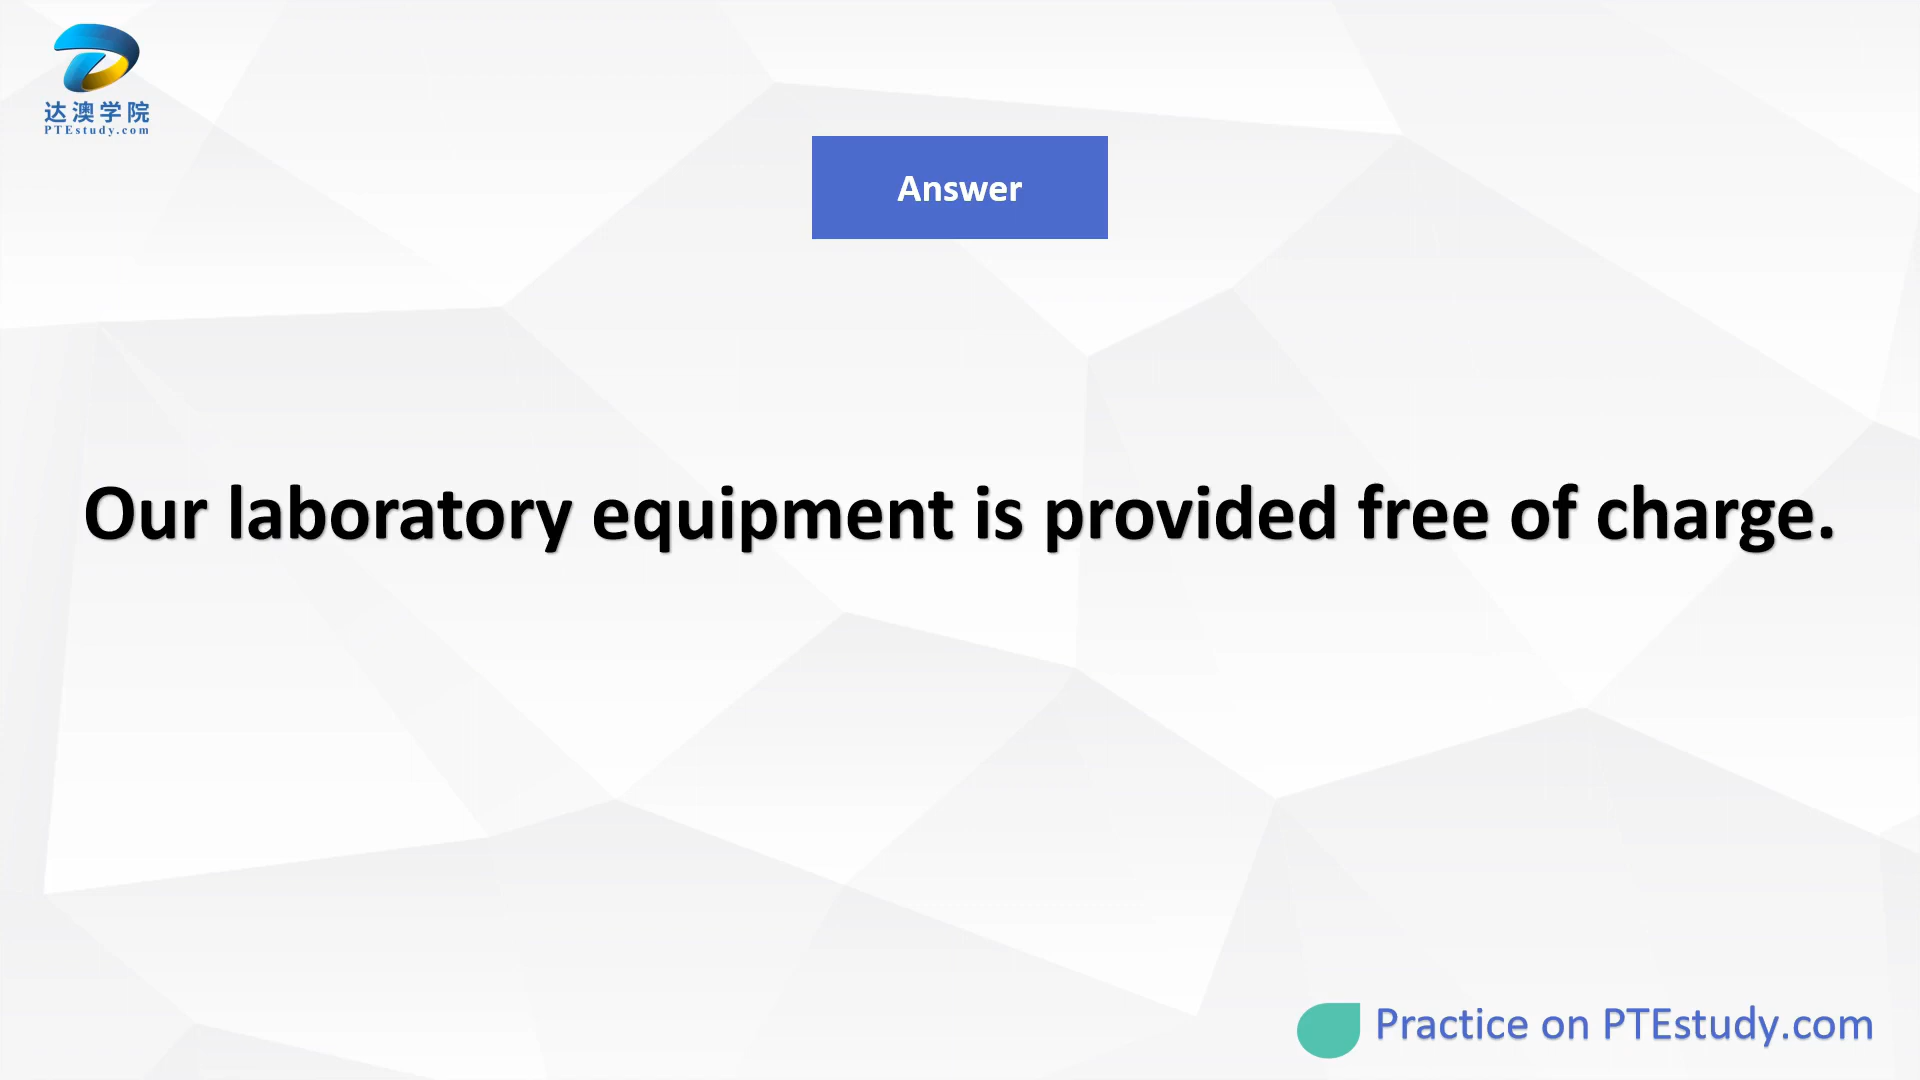 达澳学院
PTEstudy.com
Answer
Our laboratory equipment is provided free of charge.
Practice on PTEstudy.com